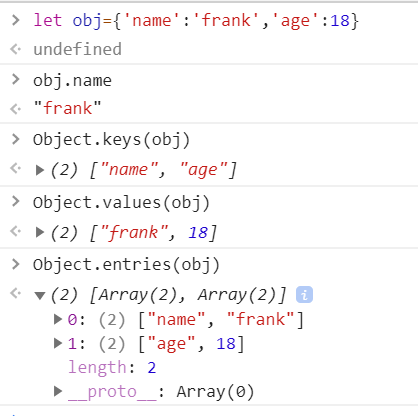 > let obj={'name':'frank','age':18}
<· undefined
> obj.name
<· "frank"
> Object.keys(obj)
<· ▶ (2) ["name", "age"]
> Object.values(obj)
<· ▶ (2) ["frank", 18]
> Object.entries(obj)
<· ▼ (2) [Array(2), Array(2)] i
▶ 0: (2) ["name", "frank"]
▶ 1: (2) ["age", 18]
length: 2
▶ __proto__: Array(0)